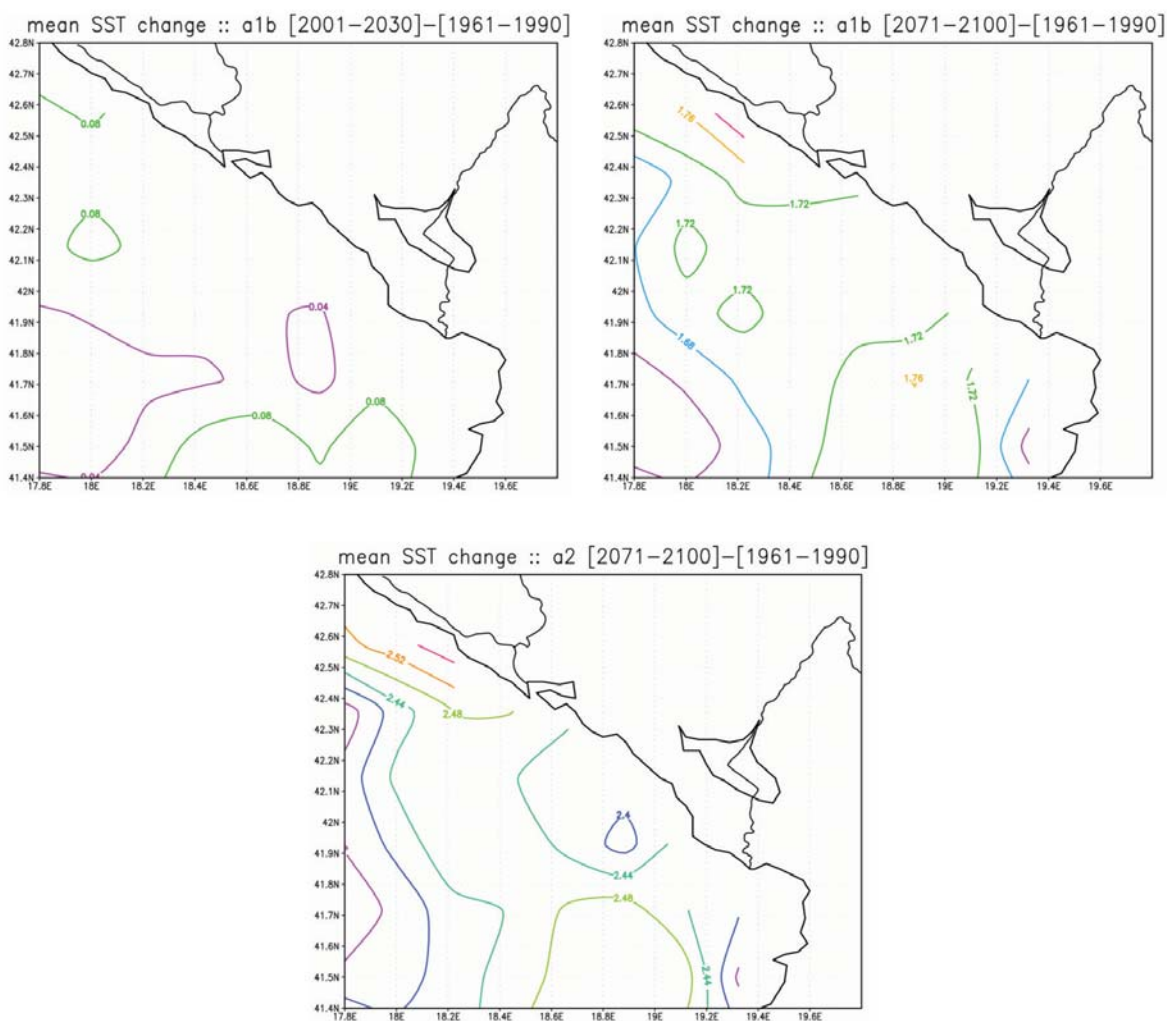 mean SST change :: a1b [2001-2030]-[1961-1990]
42.8N
42.7N
42.6N
42.5N
42.4N
42.3N
42.2N
42.1N
42N
41.9N
41.8N
41.7N
41.6N
41.5N
41.4N
17.8E 18E 18.2E 18.4E 18.6E 18.8E 19E 19.2E 19.4E 19.6E
0.08
0.08
0.04
0.08
0.08
0.04
mean SST change :: a1b [2071-2100]-[1961-1990]
42.8N
42.7N
42.6N
42.5N
42.4N
42.3N
42.2N
42.1N
42N
41.9N
41.8N
41.7N
41.6N
41.5N
41.4N
17.8E 18E 18.2E 18.4E 18.6E 18.8E 19E 19.2E 19.4E 19.6E
1.76
1.72
1.72
1.72
1.68
1.72
1.76
1.72
mean SST change :: a2 [2071-2100]-[1961-1990]
42.8N
42.7N
42.6N
42.5N
42.4N
42.3N
42.2N
42.1N
42N
41.9N
41.8N
41.7N
41.6N
41.5N
41.4N
17.8E 18E 18.2E 18.4E 18.6E 18.8E 19E 19.2E 19.4E 19.6E
2.52
2.44
2.48
2.4
2.44
2.48
2.44